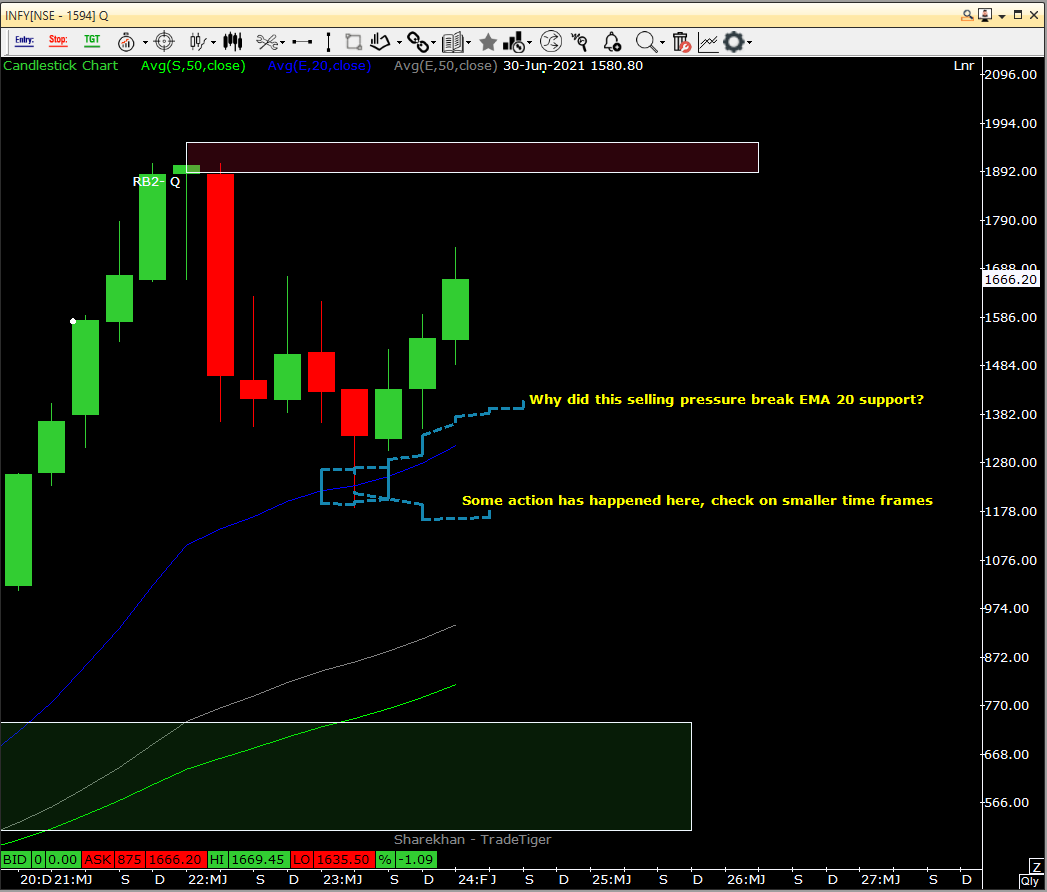 INFY[NSE - 1594] Q
Entry: Stop: TGT
Candlestick Chart Avg(S,50,close) Avg(E,20,close) Avg(E,50,close) 30-Jun-2021 1580.80 Lnr
2096.00
1994.00
1892.00
RB2- Q
1790.00
1688.00
1666.20
1586.00
1484.00
Why did this selling pressure break EMA 20 support?
1382.00
1280.00
Some action has happened here, check on smaller time frames
1178.00
1076.00
974.00
872.00
770.00
668.00
566.00
Sharekhan - TradeTiger
BID 0 0.00 ASK 875 1666.20 HI 1669.45 LO 1635.50 % -1.09 Z
20:D 21:MJ S D 22:MJ S D 23:MJ S D 24:FJ S D 25:MJ S D 26:MJ S D 27:MJ S D Qly